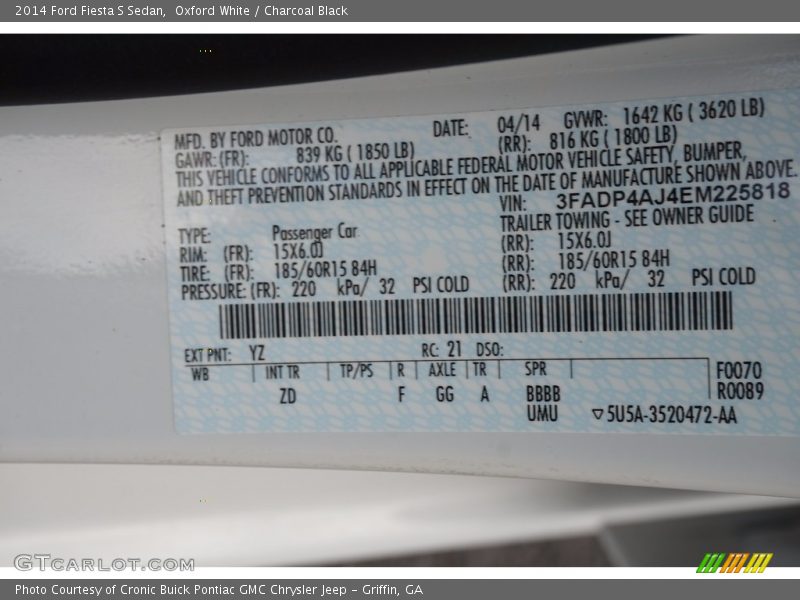 2014 Ford Fiesta S Sedan, Oxford White / Charcoal Black
MFD. BY FORD MOTOR CO. DATE: 04/14 GVWR: 1642 KG ( 3620 LB)
GAWR: (FR): 839 KG ( 1850 LB) (RR): 816 KG ( 1800 LB)
THIS VEHICLE CONFORMS TO ALL APPLICABLE FEDERAL MOTOR VEHICLE SAFETY, BUMPER,
AND THEFT PREVENTION STANDARDS IN EFFECT ON THE DATE OF MANUFACTURE SHOWN ABOVE.
VIN: 3FADP4AJ4EM225818
TYPE: Passenger Car TRAILER TOWING - SEE OWNER GUIDE
RIM: (FR): 15X6.0J (RR): 15X6.0J
TIRE: (FR): 185/60R15 84H (RR): 185/60R15 84H
PRESSURE: (FR): 220 kPa/ 32 PSI COLD (RR): 220 kPa/ 32 PSI COLD
EXT PNT: YZ RC: 21 DSO:
WB INT TR TP/PS R AXLE TR SPR F0070
ZD F GG A BBBB R0089
UMU ▽5U5A-3520472-AA
GTCARLOT.COM
Photo Courtesy of Cronic Buick Pontiac GMC Chrysler Jeep - Griffin, GA